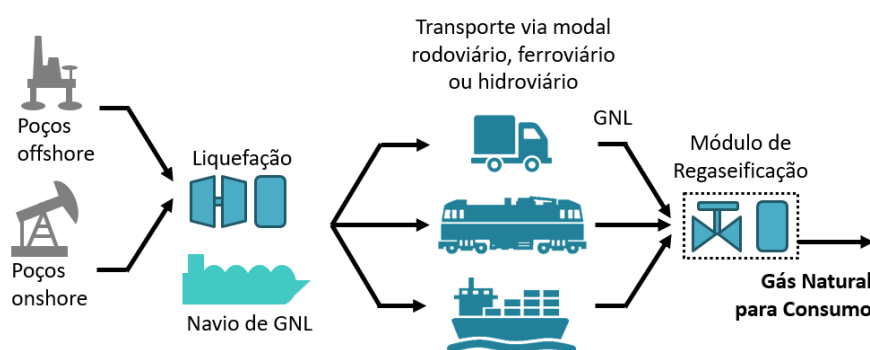 Transporte via modal
rodoviário, ferroviário
ou hidroviário
Poços
offshore
Liquefação
GNL
Módulo de
Regaseificação
Poços
onshore
Navio de GNL
Gás Natural
para Consumo